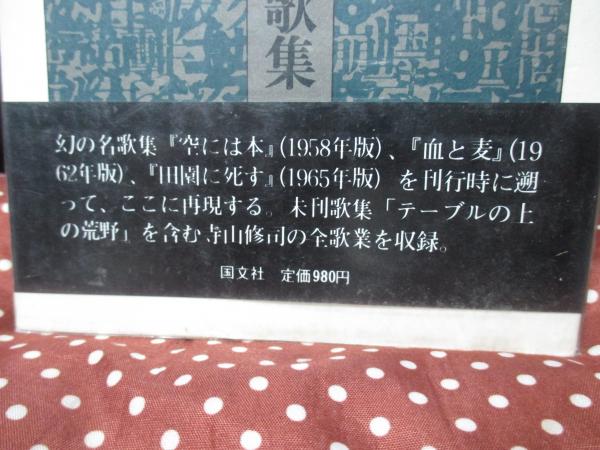 歌集
幻の名歌集『空には本』(1958年版)、『血と麦』(19
62年版)、『田園に死す』(1965年版) を刊行時に遡
って、ここに再現する。未刊歌集「テーブルの上
の荒野」を含む寺山修司の全歌業を収録。
国文社 定価980円